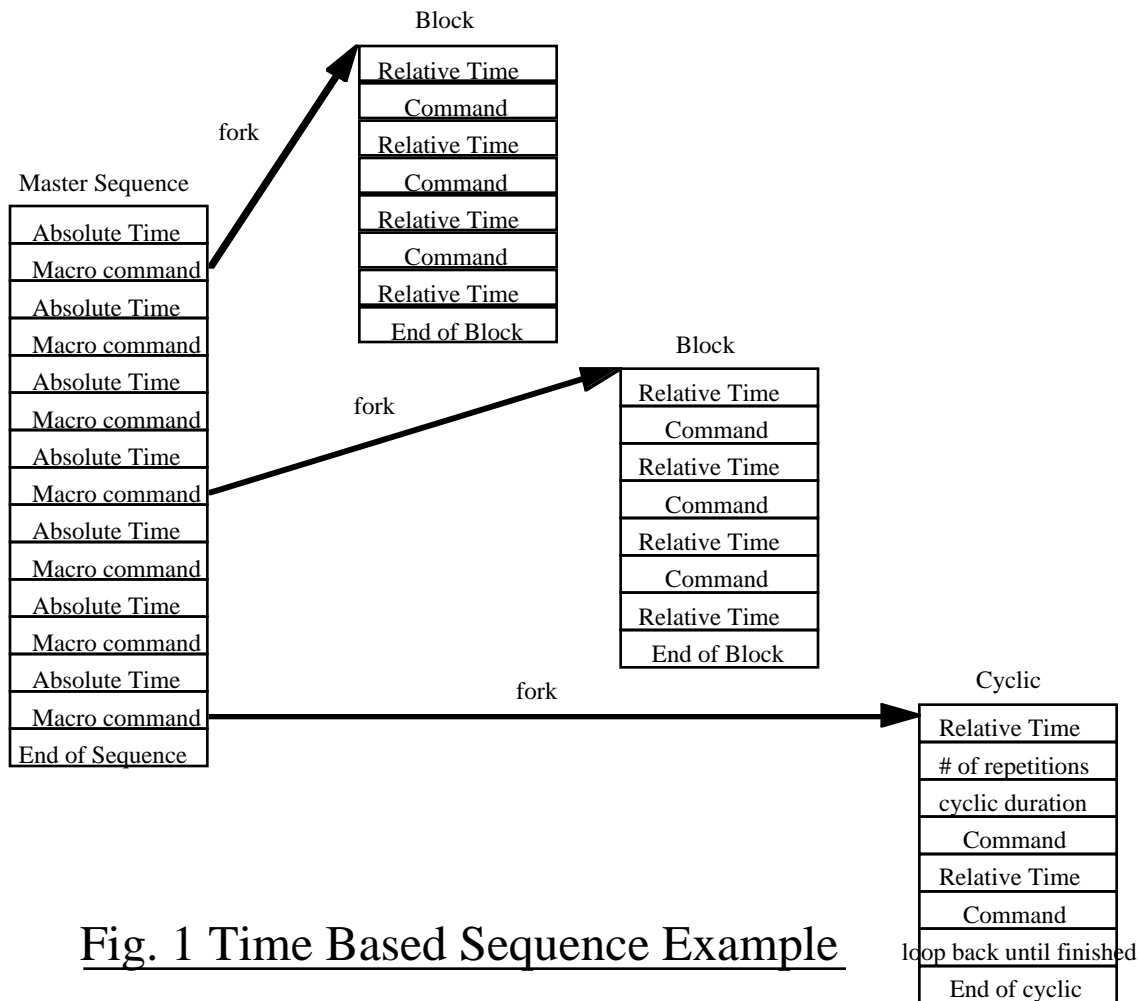 Block
Relative Time
Command
Relative Time
Command
Relative Time
Command
Relative Time
End of Block
fork
Master Sequence
Absolute Time
Macro command
Absolute Time
Macro command
Absolute Time
Macro command
Absolute Time
Macro command
Absolute Time
Macro command
Absolute Time
Macro command
Absolute Time
Macro command
End of Sequence
fork
Block
Relative Time
Command
Relative Time
Command
Relative Time
Command
Relative Time
End of Block
fork
Cyclic
Relative Time
# of repetitions
cyclic duration
Command
Relative Time
Command
loop back until finished
End of cyclic
Fig. 1 Time Based Sequence Example